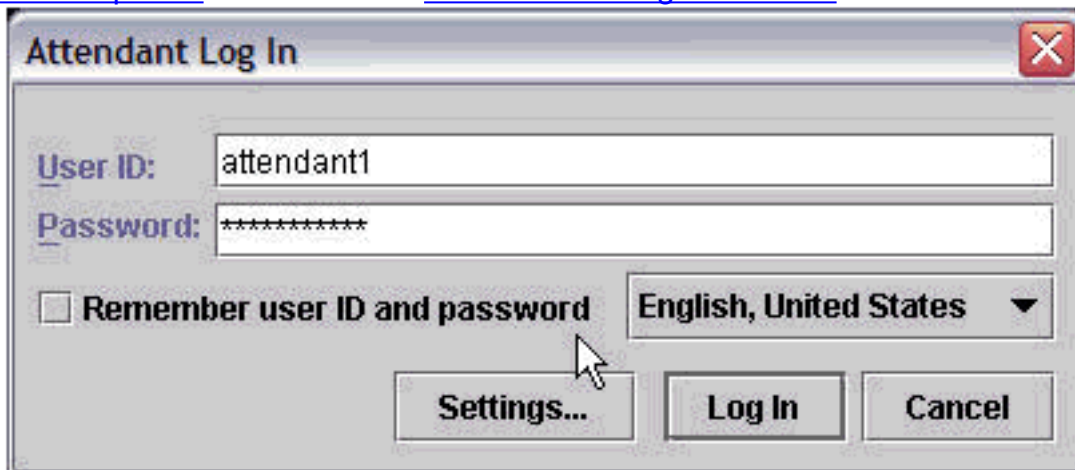 Attendant Log In
User ID: attendant1
Password: ***********
Remember user ID and password English, United States
Settings... Log In Cancel